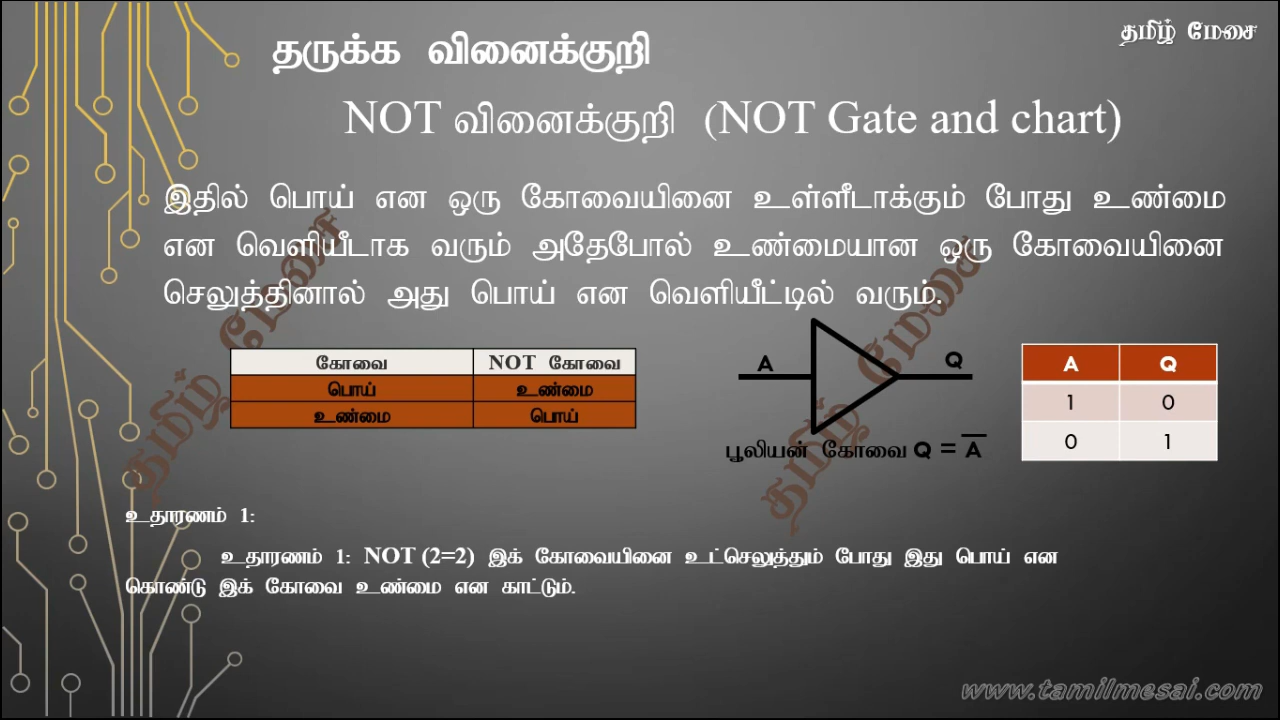 தமிழ் மேசை
தருக்க வினைக்குறி
NOT வினைக்குறி (NOT Gate and chart)
இதில் பொய் என ஒரு கோவையினை உள்ளீடாக்கும் போது உண்மை
என வெளியீடாக வரும் அதேபோல் உண்மையான ஒரு கோவையினை
செலுத்தினால் அது பொய் என வெளியீட்டில் வரும்.
கோவை NOT கோவை
பொய் உண்மை
உண்மை பொய்
A Q
பூலியன் கோவை Q = A̅
A Q
1 0
0 1
உதாரணம் 1:
உதாரணம் 1: NOT (2=2) இக் கோவையினை உட்செலுத்தும் போது இது பொய் என
கொண்டு இக் கோவை உண்மை என காட்டும்.
தமிழ் மேசை
தமிழ் மேசை
www.tamilmesai.com